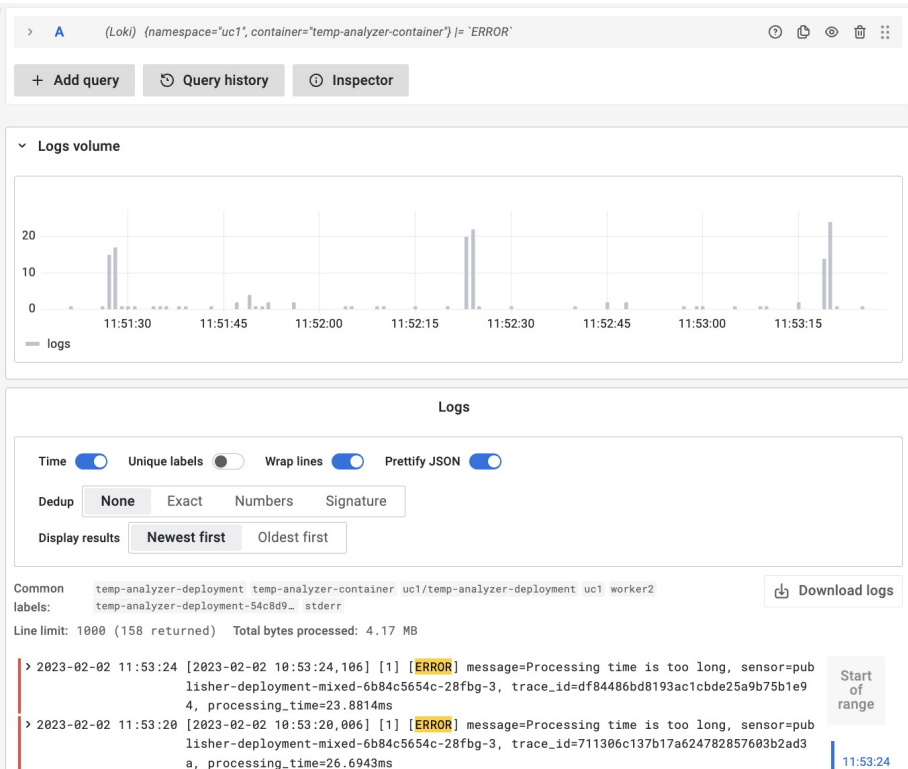 A (Loki) {namespace="uc1", container="temp-analyzer-container"} |= `ERROR`
+ Add query Query history Inspector
Logs volume
20
10
0
11:51:30 11:51:45 11:52:00 11:52:15 11:52:30 11:52:45 11:53:00 11:53:15
logs
Logs
Time Unique labels Wrap lines Prettify JSON
Dedup None Exact Numbers Signature
Display results Newest first Oldest first
Common labels: temp-analyzer-deployment temp-analyzer-container uc1/temp-analyzer-deployment uc1 worker2
temp-analyzer-deployment-54c8d9… stderr
Download logs
Line limit: 1000 (158 returned) Total bytes processed: 4.17 MB
> 2023-02-02 11:53:24 [2023-02-02 10:53:24,106] [1] [ERROR] message=Processing time is too long, sensor=pub
lisher-deployment-mixed-6b84c5654c-28fbg-3, trace_id=df84486bd8193ac1cbde25a9b75b1e9
4, processing_time=23.8814ms
> 2023-02-02 11:53:20 [2023-02-02 10:53:20,006] [1] [ERROR] message=Processing time is too long, sensor=pub
lisher-deployment-mixed-6b84c5654c-28fbg-3, trace_id=711306c137b17a624782857603b2ad3
a, processing_time=26.6943ms
Start
of
range
11:53:24